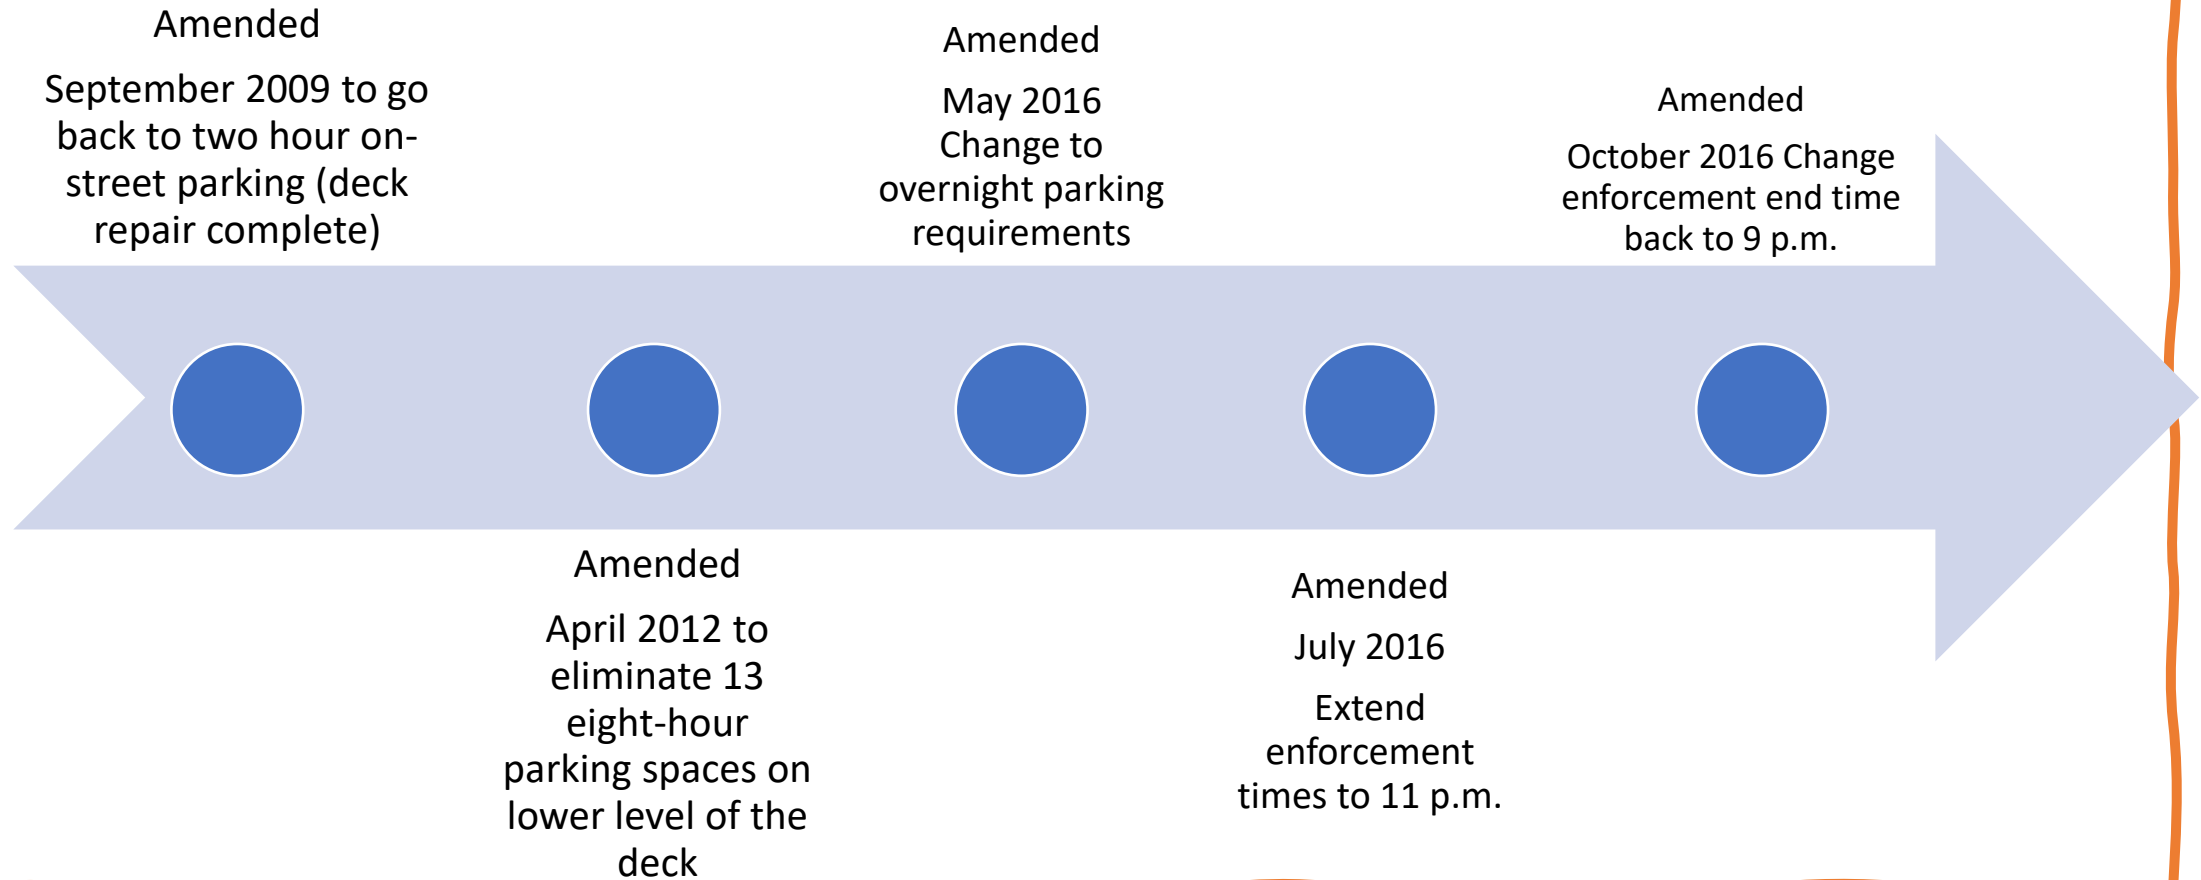 Amended
September 2009 to go
back to two hour on-
street parking (deck
repair complete)
Amended
April 2012 to
eliminate 13
eight-hour
parking spaces on
lower level of the
deck
Amended
May 2016
Change to
overnight parking
requirements
Amended
July 2016
Extend
enforcement
times to 11 p.m.
Amended
October 2016 Change
enforcement end time
back to 9 p.m.